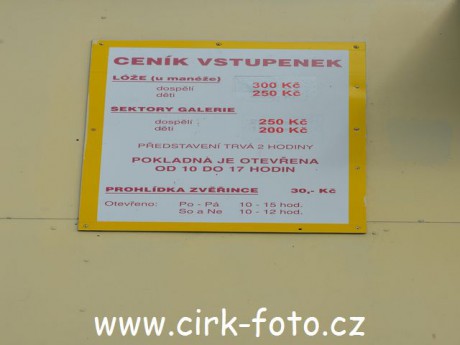 CENÍK VSTUPENEK
LÓŽE (u manéže)
dospělí 300 Kč
děti 250 Kč
SEKTORY GALERIE
dospělí 250 Kč
děti 200 Kč
PŘEDSTAVENÍ TRVÁ 2 HODINY
POKLADNA JE OTEVŘENA
OD 10 DO 17 HODIN
PROHLÍDKA ZVĚŘINCE 30,- Kč
Otevřeno: Po - Pá 10 - 15 hod.
So a Ne 10 - 12 hod.
www.cirk-foto.cz